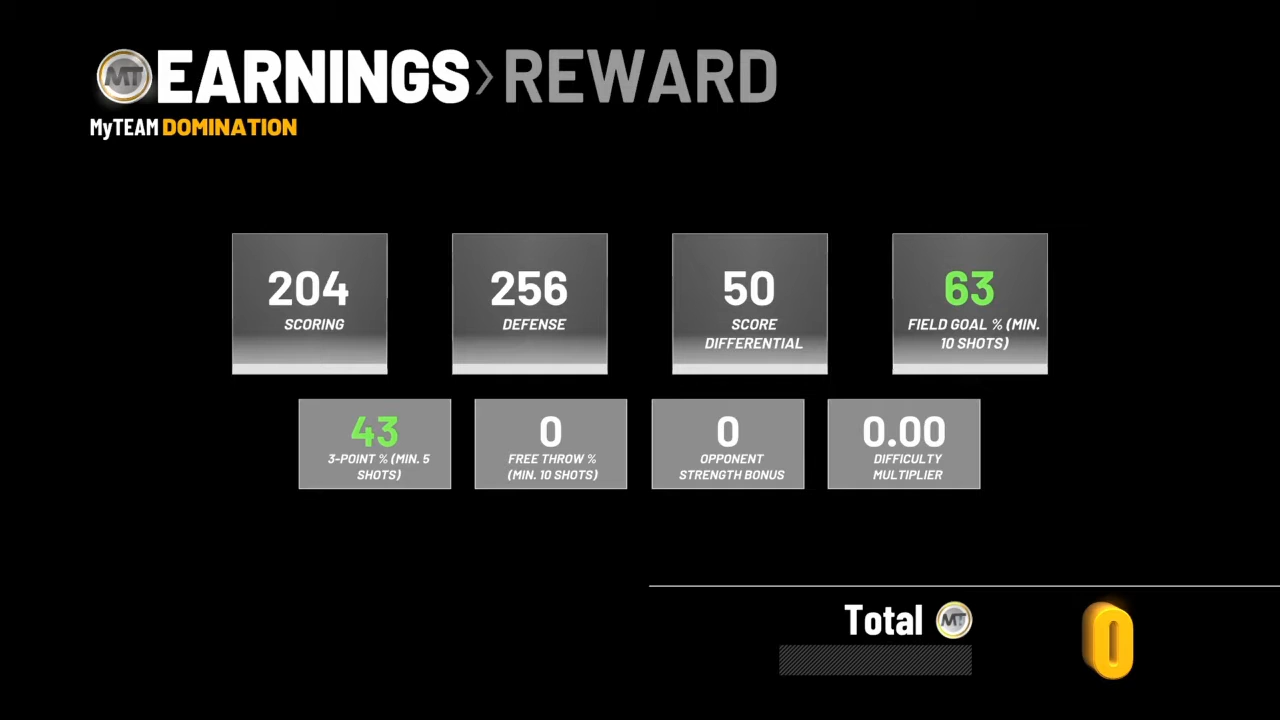 MT EARNINGS > REWARD
MyTEAM DOMINATION
204
SCORING
256
DEFENSE
50
SCORE
DIFFERENTIAL
63
FIELD GOAL % (MIN.
10 SHOTS)
43
3-POINT % (MIN. 5
SHOTS)
0
FREE THROW %
(MIN. 10 SHOTS)
0
OPPONENT
STRENGTH BONUS
0.00
DIFFICULTY
MULTIPLIER
Total MT 0